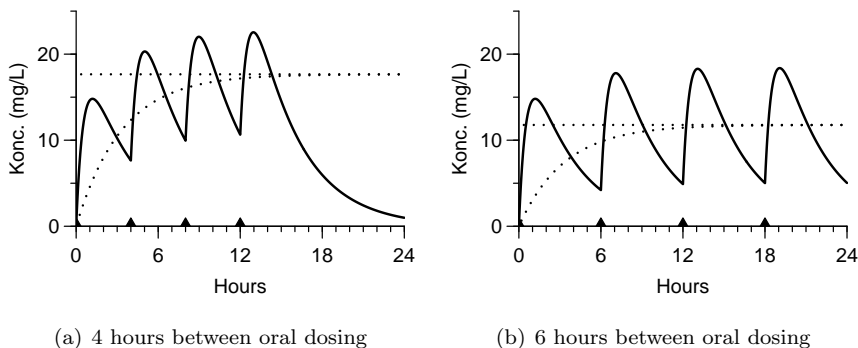 Konc. (mg/L)
20
10
0
0 6 12 18 24
Hours
(a) 4 hours between oral dosing
Konc. (mg/L)
20
10
0
0 6 12 18 24
Hours
(b) 6 hours between oral dosing